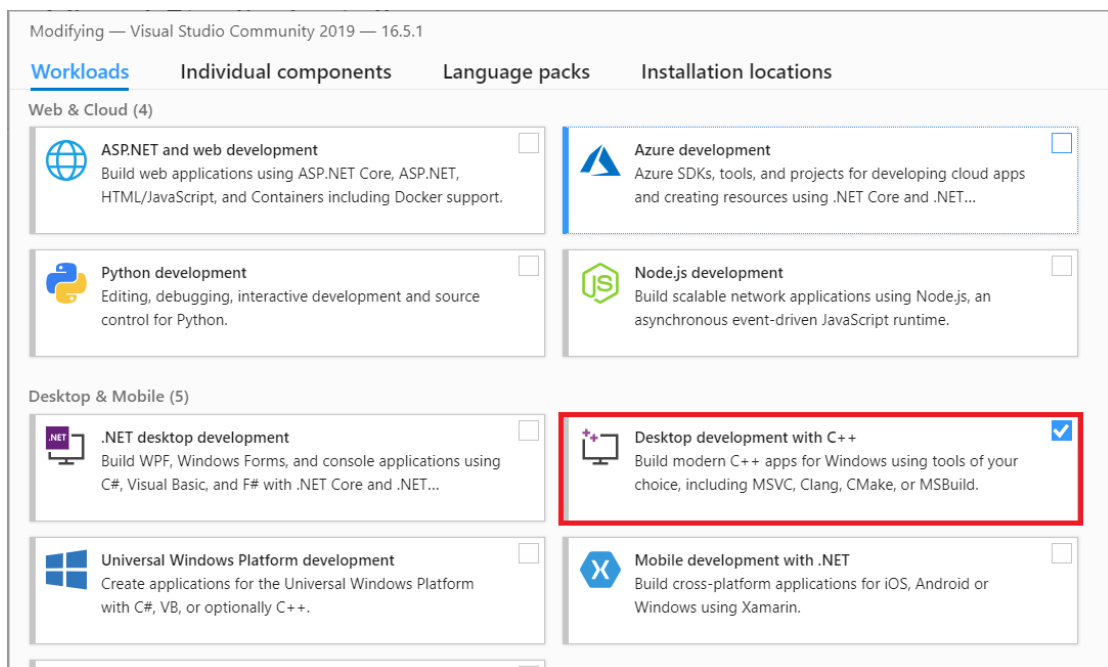 Modifying — Visual Studio Community 2019 — 16.5.1
Workloads Individual components Language packs Installation locations
Web & Cloud (4)
ASP.NET and web development
Build web applications using ASP.NET Core, ASP.NET,
HTML/JavaScript, and Containers including Docker support.
Azure development
Azure SDKs, tools, and projects for developing cloud apps
and creating resources using .NET Core and .NET...
Python development
Editing, debugging, interactive development and source
control for Python.
JS
Node.js development
Build scalable network applications using Node.js, an
asynchronous event-driven JavaScript runtime.
Desktop & Mobile (5)
.NET
.NET desktop development
Build WPF, Windows Forms, and console applications using
C#, Visual Basic, and F# with .NET Core and .NET...
++
Desktop development with C++
Build modern C++ apps for Windows using tools of your
choice, including MSVC, Clang, CMake, or MSBuild.
Universal Windows Platform development
Create applications for the Universal Windows Platform
with C#, VB, or optionally C++.
X
Mobile development with .NET
Build cross-platform applications for iOS, Android or
Windows using Xamarin.